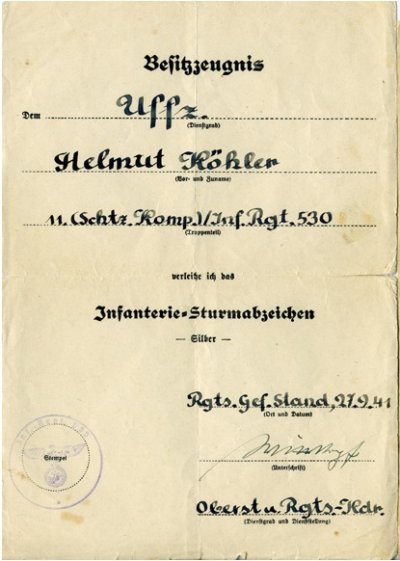 Besitzzeugnis
Dem Uffz.
(Dienstgrad)
Helmut Köhler
(Vor- und Zuname)
11. (Schtz. Komp.)/Inf. Rgt. 530
(Truppenteil)
verleihe ich das
Infanterie-Sturmabzeichen
— Silber —
Rgts. Gef. Stand, 27.9.41
(Ort und Datum)
(Unterschrift)
Oberst u. Rgts.-Kdr.
(Dienstgrad und Dienststellung)
Stempel